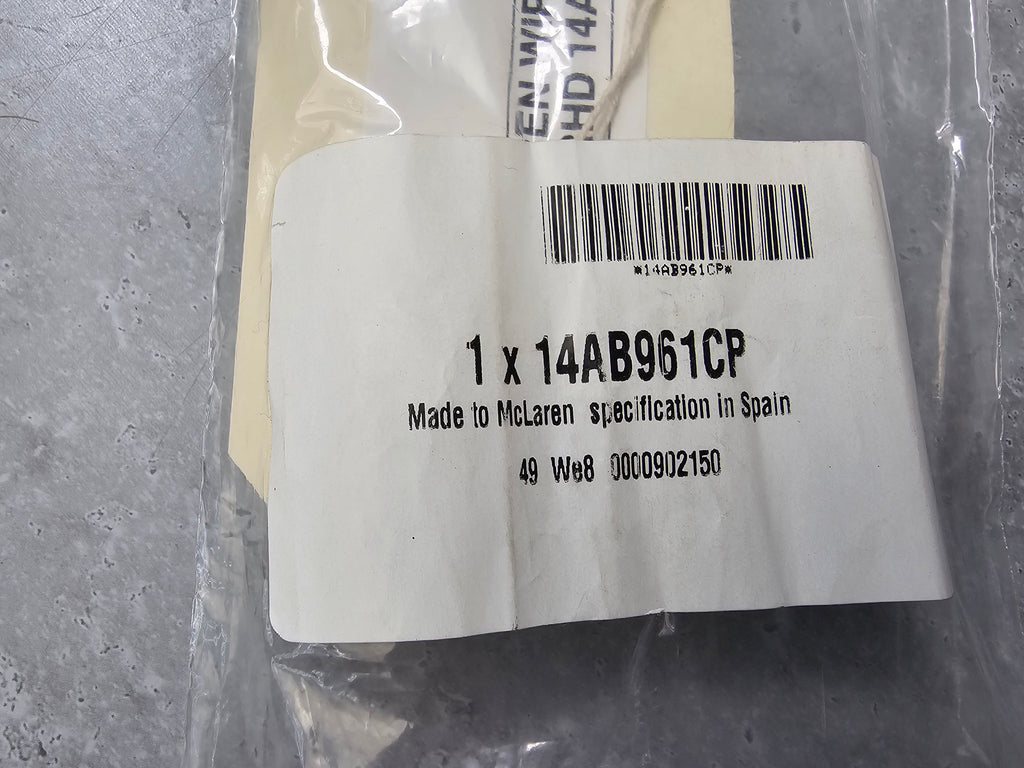 *14AB961CP*
1 x 14AB961CP
Made to McLaren specification in Spain
49 We8 0000902150